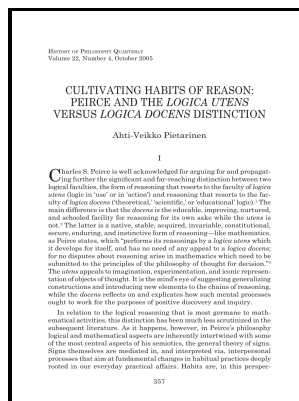 HISTORY OF PHILOSOPHY QUARTERLY
Volume 22, Number 4, October 2005
CULTIVATING HABITS OF REASON:
PEIRCE AND THE LOGICA UTENS
VERSUS LOGICA DOCENS DISTINCTION
Ahti-Veikko Pietarinen
I
Charles S. Peirce is well acknowledged for arguing for and propagat-
ing further the significant and far-reaching distinction between two
logical faculties, the form of reasoning that resorts to the faculty of logica
utens (logic in 'use' or in 'action') and reasoning that resorts to the fac-
ulty of logica docens ('theoretical,' 'scientific,' or 'educational' logic).¹ The
main difference is that the docens is the educable, improving, nurtured,
and schooled facility for reasoning for its own sake while the utens is
not.² The latter is a native, stable, acquired, invariable, constitutional,
secure, enduring, and instinctive form of reasoning—like mathematics,
as Peirce states, which "performs its reasonings by a logica utens which
it develops for itself, and has no need of any appeal to a logica docens;
for no disputes about reasoning arise in mathematics which need to be
submitted to the principles of the philosophy of thought for decision."³
The utens appeals to imagination, experimentation, and iconic represen-
tation of objects of thought. It is the mind's eye of suggesting generalizing
constructions and introducing new elements to the chains of reasoning,
while the docens reflects on and explicates how such mental processes
ought to work for the purposes of positive discovery and inquiry.
In relation to the logical reasoning that is most germane to math-
ematical activities, this distinction has been much less scrutinized in the
subsequent literature. As it happens, however, in Peirce's philosophy
logical and mathematical aspects are inherently intertwined with some
of the most central aspects of his semiotics, the general theory of signs.
Signs themselves are mediated in, and interpreted via, interpersonal
processes that aim at fundamental changes in habitual practices deeply
rooted in our everyday practical affairs. Habits are, in this perspec-
357